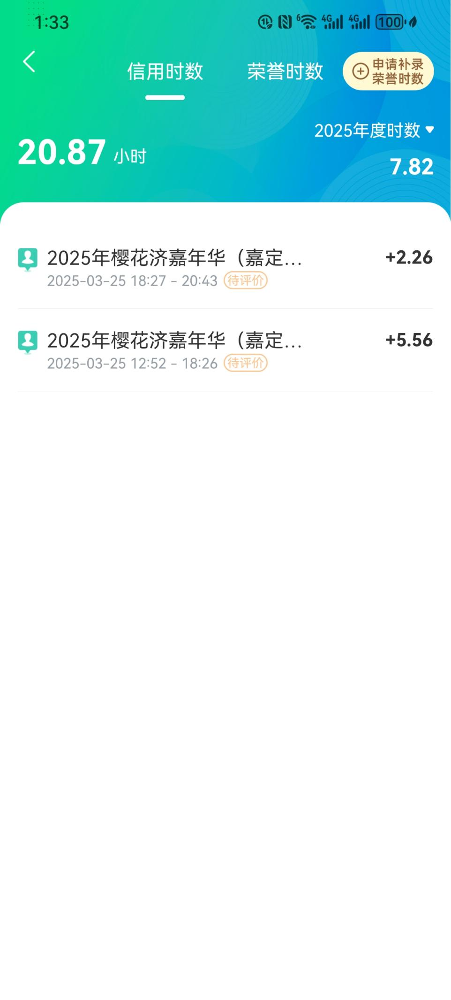 1:33
6 4G 4G 100
信用时数 荣誉时数 申请补录
荣誉时数
2025年度时数
20.87 小时
7.82
2025年樱花济嘉年华（嘉定... +2.26
2025-03-25 18:27 - 20:43 待评价
2025年樱花济嘉年华（嘉定... +5.56
2025-03-25 12:52 - 18:26 待评价